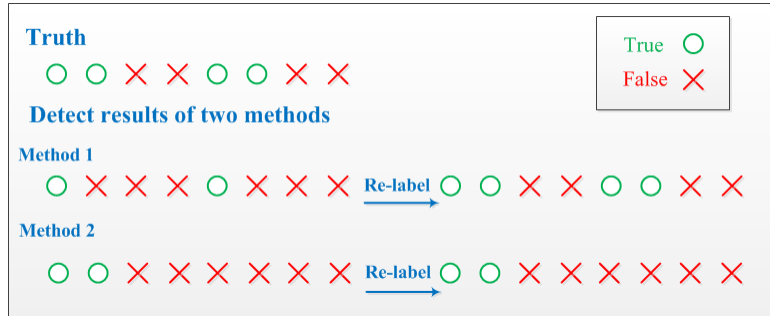 Truth
True
False
Detect results of two methods
Method 1
Re-label
Method 2
Re-label